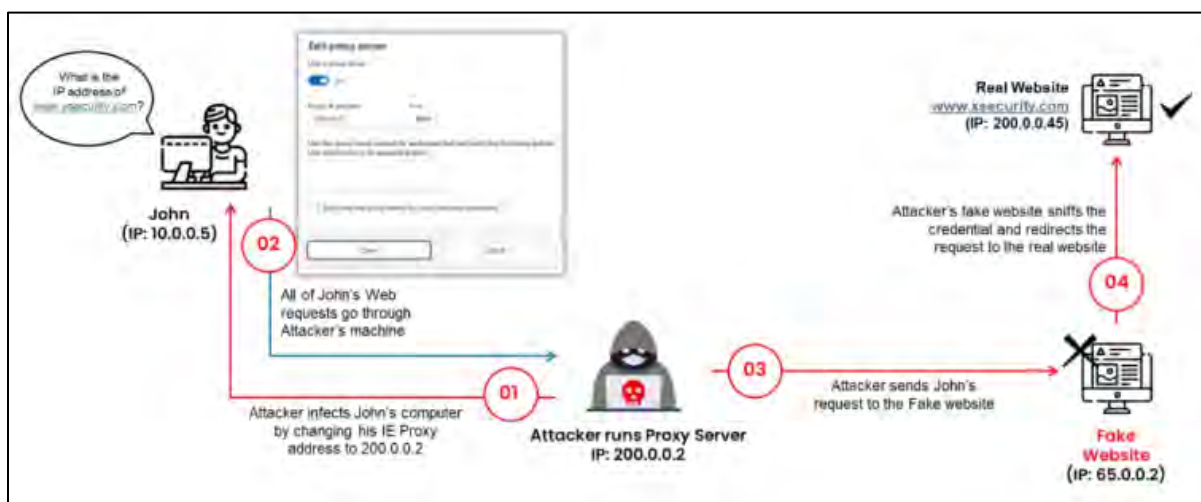 What is the
IP address of
John
(IP: 10.0.0.5)
Edit proxy server
02
All of John's Web
requests go through
Attacker's machine
01
Attacker infects John's computer
by changing his IE Proxy
address to 200.0.0.2
Attacker runs Proxy Server
IP: 200.0.0.2
03
Attacker sends John's
request to the Fake website
Real Website
www.xsecurity.com
(IP: 200.0.0.45)
Attacker's fake website sniffs the
credential and redirects the
request to the real website
04
Fake
Website
(IP: 65.0.0.2)